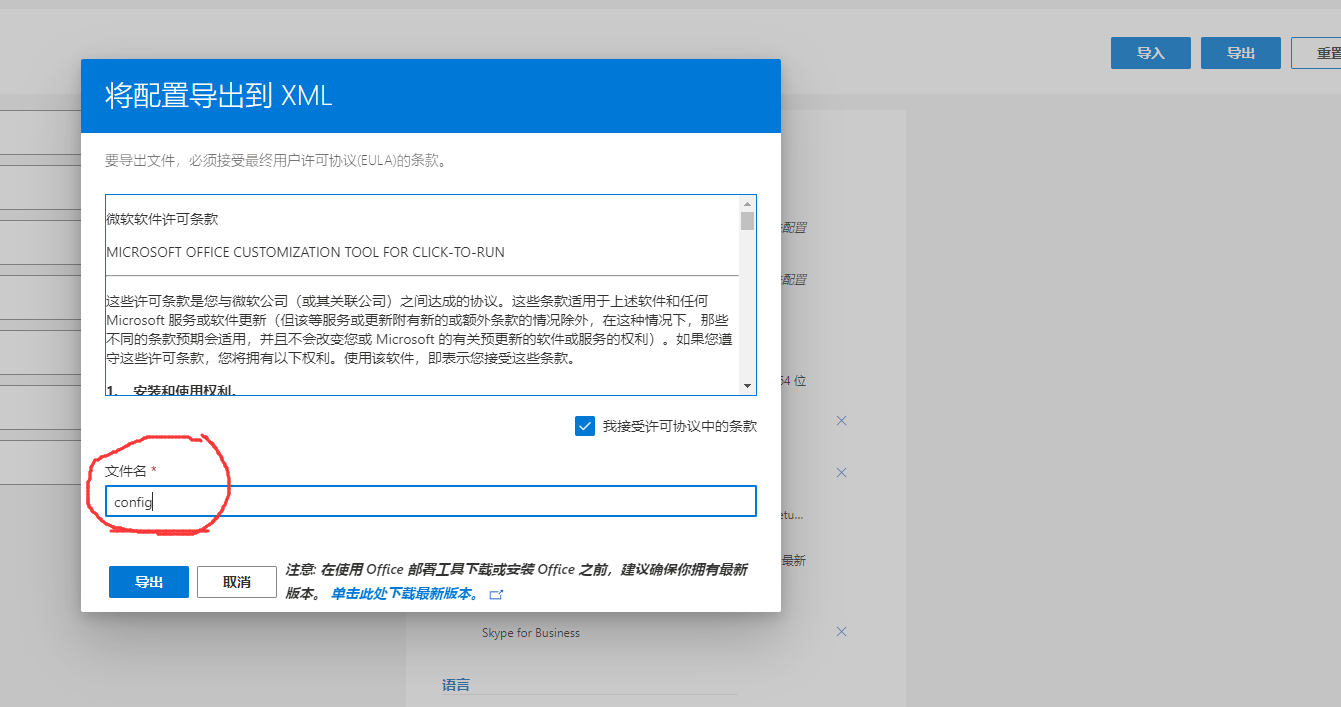 导入
导出
重置
将配置导出到 XML
要导出文件，必须接受最终用户许可协议(EULA)的条款。
微软软件许可条款
MICROSOFT OFFICE CUSTOMIZATION TOOL FOR CLICK-TO-RUN
这些许可条款是您与微软公司（或其关联公司）之间达成的协议。这些条款适用于上述软件和任何
Microsoft 服务或软件更新（但该等服务或更新附有新的或额外条款的情况除外，在这种情况下，那些
不同的条款预期会适用，并且不会改变您或 Microsoft 的有关预更新的软件或服务的权利）。如果您遵
守这些许可条款，您将拥有以下权利。使用该软件，即表示您接受这些条款。
1. 安装和使用权利.
配置
配置
64 位
我接受许可协议中的条款
文件名 *
config
etu...
最新
导出
取消
注意: 在使用 Office 部署工具下载或安装 Office 之前，建议确保你拥有最新
版本。 单击此处下载最新版本。
Skype for Business
语言